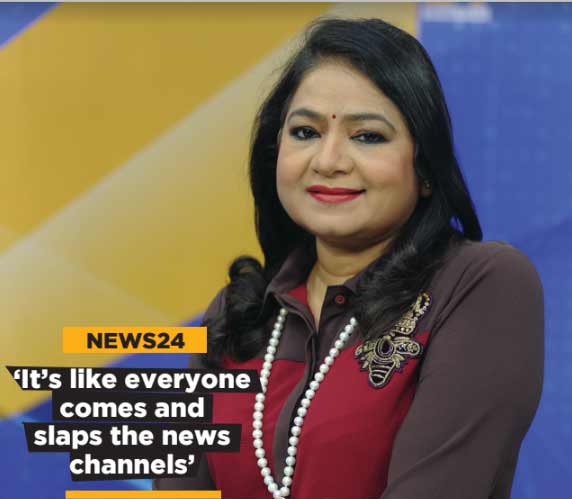 NEWS24
‘It’s like everyone
comes and
slaps the news
channels’